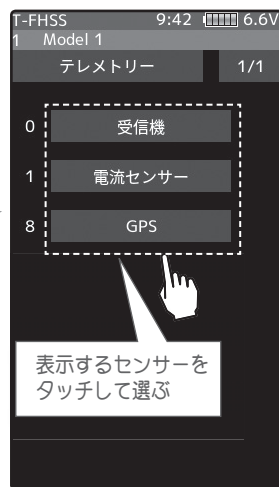 T-FHSS 9:42 6.6V
1 Model 1
テレメトリー 1/1
0 受信機
1 電流センサー
8 GPS
表示するセンサーを
タッチして選ぶ